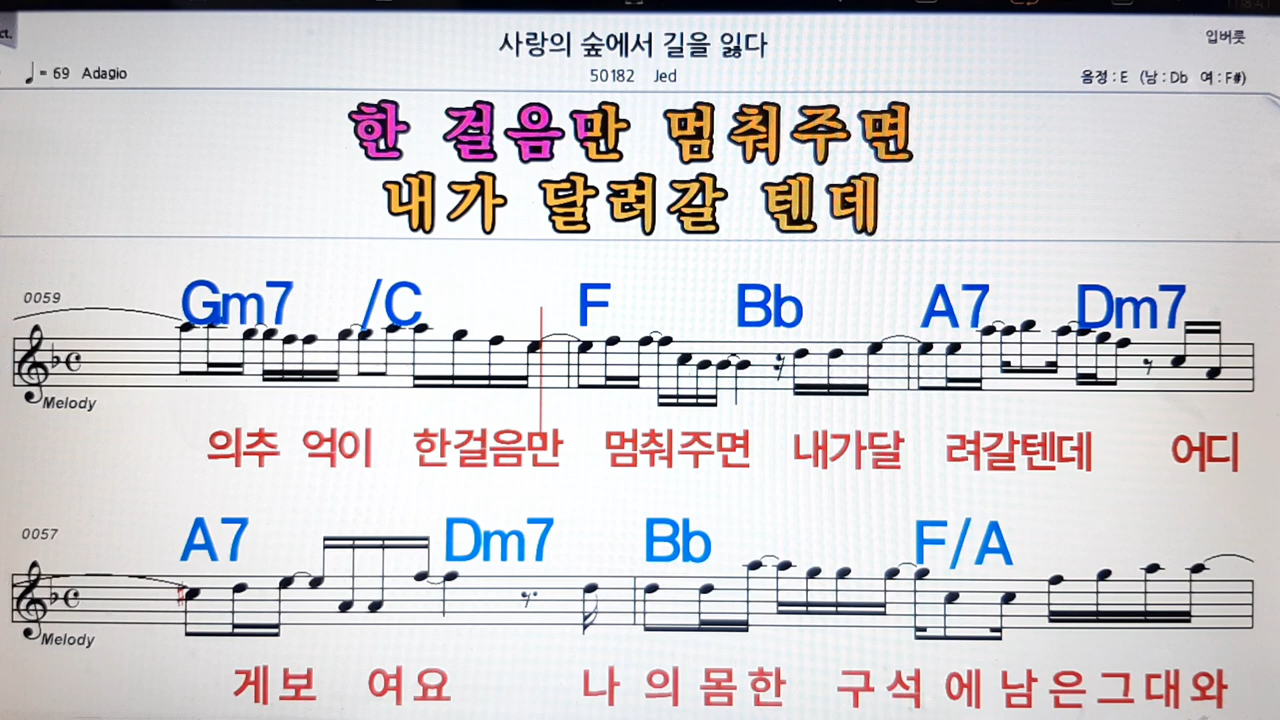 ct.
사랑의 숲에서 길을 잃다
입버릇
♩ = 69 Adagio
50182 Jed
음정 : E (남 : Db 여 : F#)
한 걸음만 멈춰주면
내가 달려갈 텐데
0059
Gm7 /C F Bb A7 Dm7
Melody
의추 억이 한걸음만 멈춰주면 내가달 려갈텐데 어디
0057
A7 Dm7 Bb F/A
Melody
게보 여요 나 의 몸한 구석 에 남은그대와